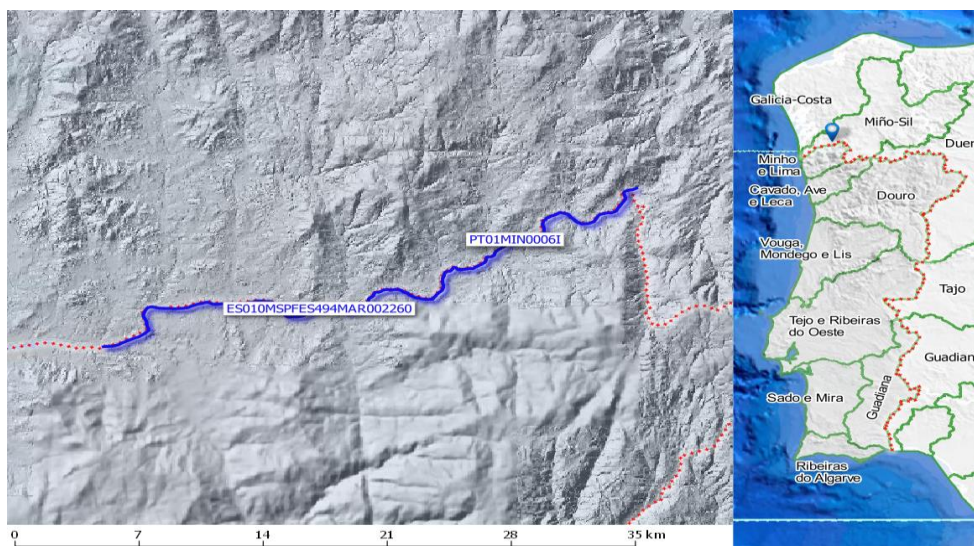 PT01MIN0006I
ES010MSPFES494MAR002260
0 7 14 21 28 35 km
Galicia-Costa
Miño-Sil
Duer
Minho
e Lima
Cavado, Ave
e Leca
Douro
Vouga,
Mondego e Lis
Tajo
Tejo e Ribeiras
do Oeste
Guadian
Sado e Mira
Guadiana
Ribeiras
do Algarve